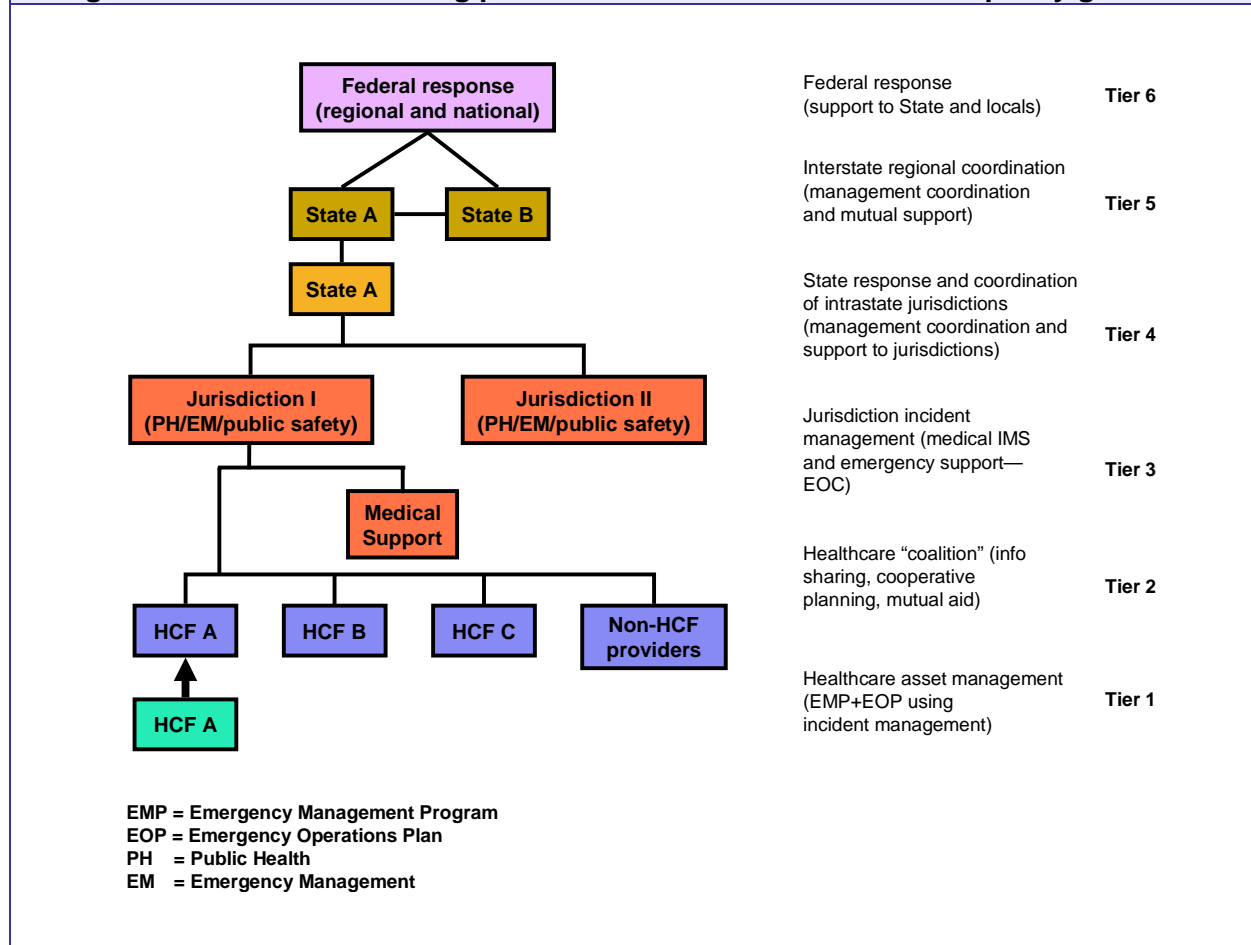 Federal response
(regional and national)
Federal response
(support to State and locals)
Tier 6
State A
State B
Interstate regional coordination
(management coordination
and mutual support)
Tier 5
State A
State response and coordination
of intrastate jurisdictions
(management coordination and
support to jurisdictions)
Tier 4
Jurisdiction I
(PH/EM/public safety)
Jurisdiction II
(PH/EM/public safety)
Jurisdiction incident
management (medical IMS
and emergency support—
EOC)
Tier 3
Medical
Support
HCF A
HCF B
HCF C
Non-HCF
providers
Healthcare “coalition” (info
sharing, cooperative
planning, mutual aid)
Tier 2
HCF A
Healthcare asset management
(EMP+EOP using
incident management)
Tier 1
EMP = Emergency Management Program
EOP = Emergency Operations Plan
PH = Public Health
EM = Emergency Management